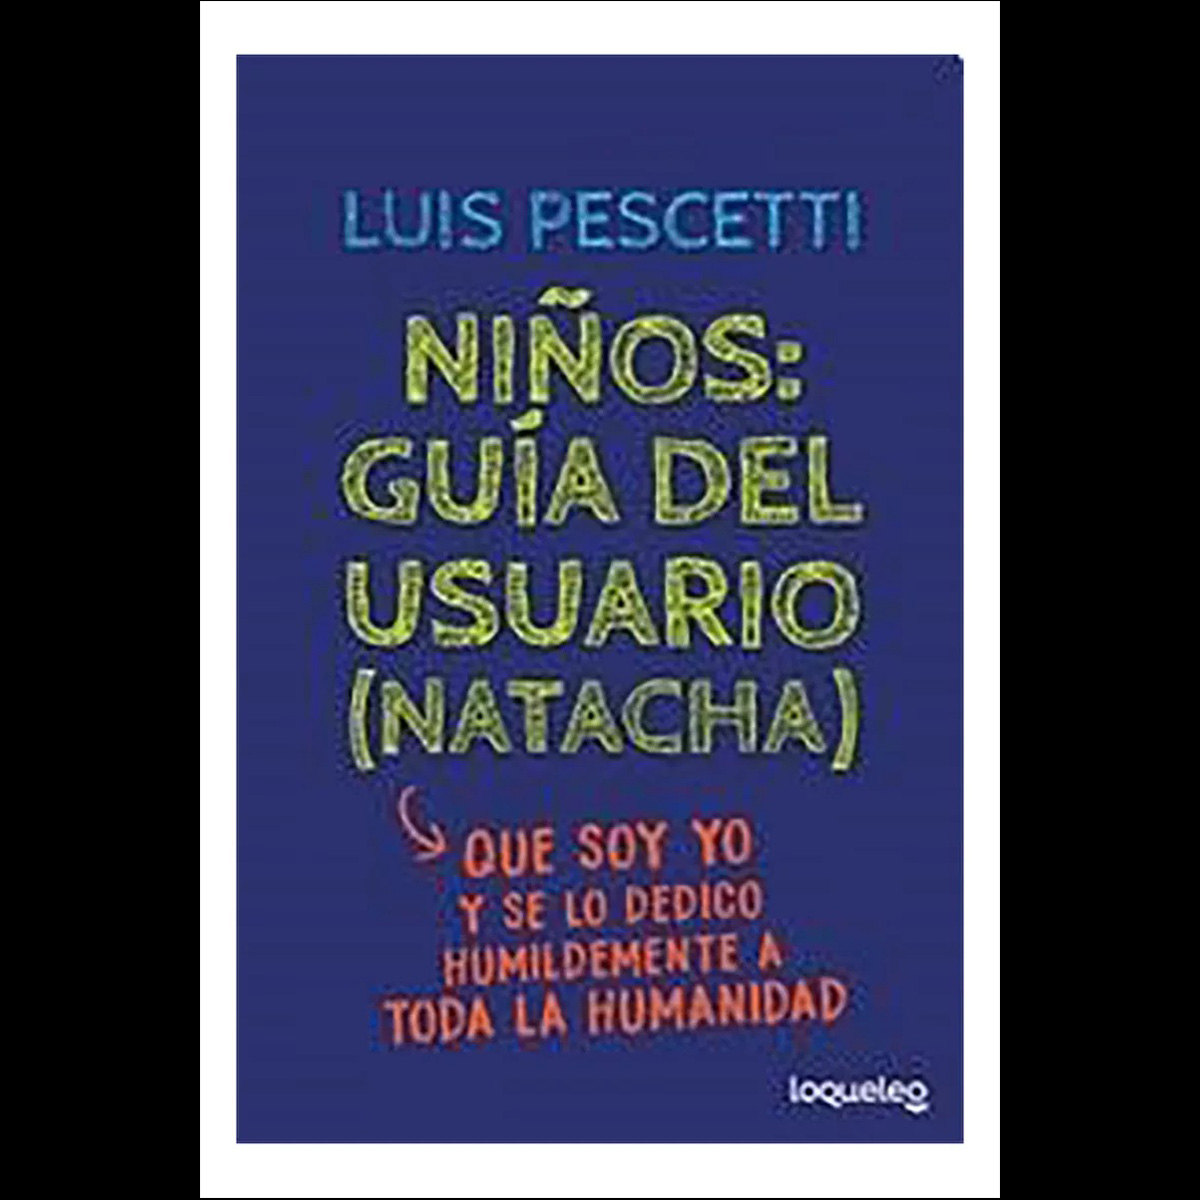 LUIS PESCETTI
NIÑOS:
GUÍA DEL
USUARIO
(NATACHA)
QUE SOY YO
Y SE LO DEDICO
HUMILDEMENTE A
TODA LA HUMANIDAD
loqueleo